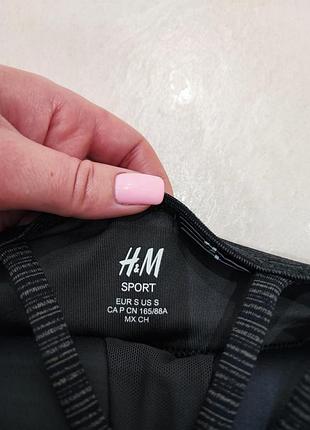 H&M
SPORT
EUR S US S
CA P CN 165/88A
MX CH